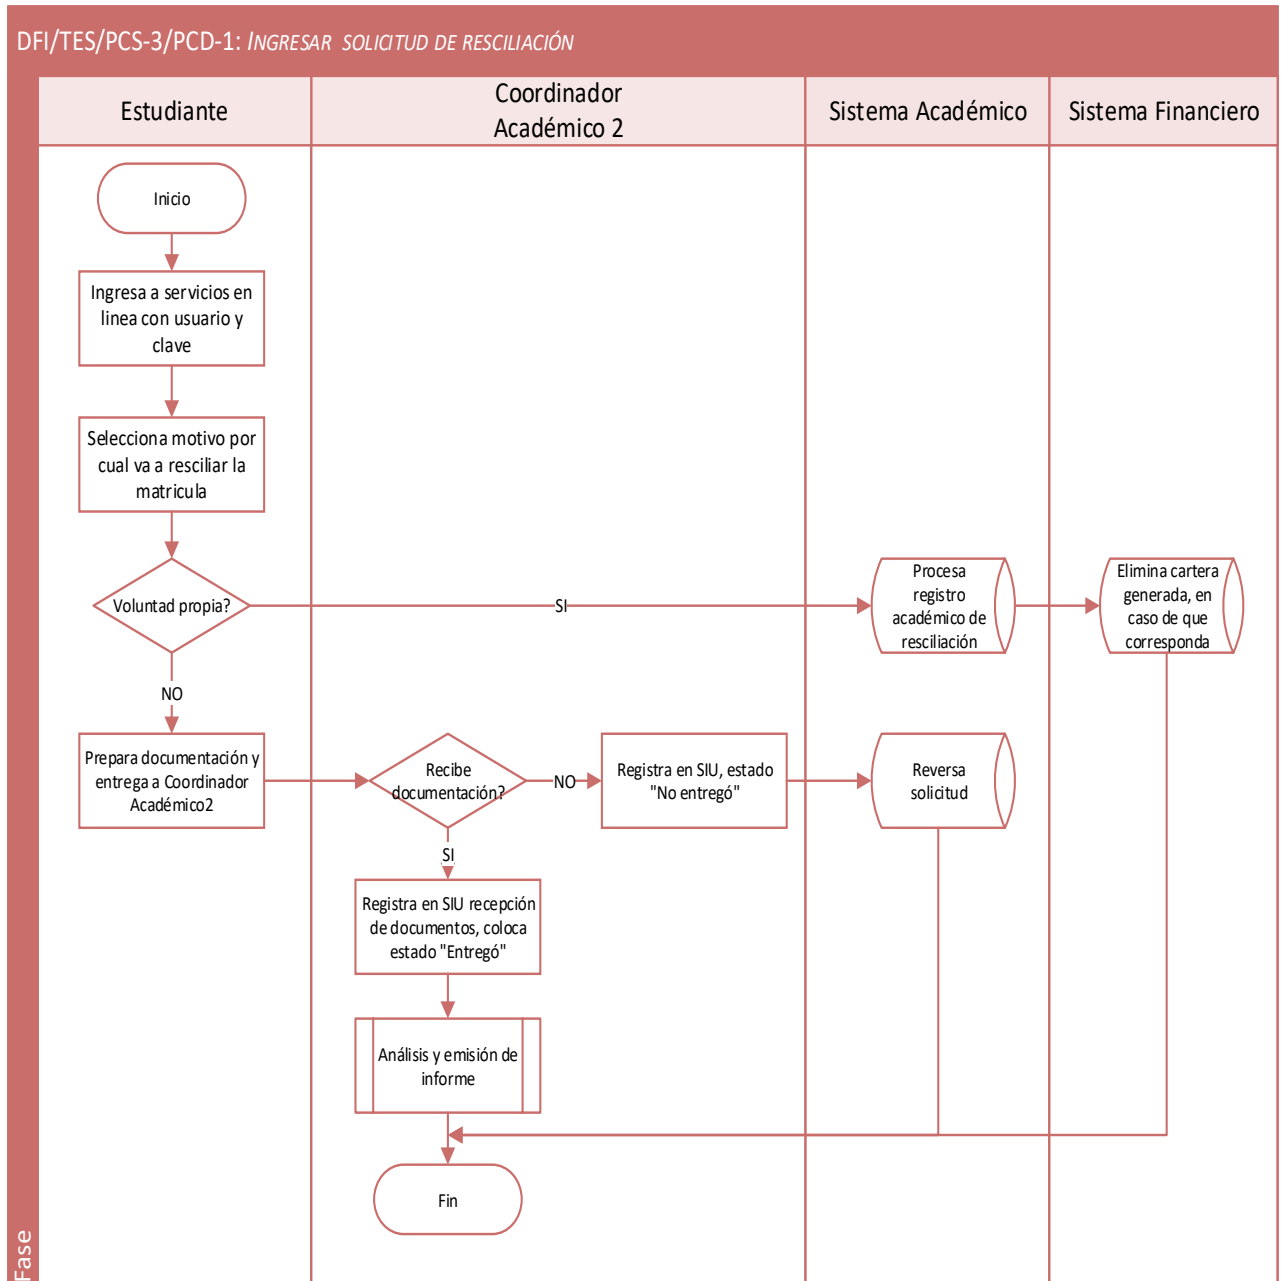 DFI/TES/PCS-3/PCD-1: INGRESAR SOLICITUD DE RESCILIACIÓN
Estudiante
Coordinador
Académico 2
Sistema Académico
Sistema Financiero
Inicio
Ingresa a servicios en
linea con usuario y
clave
Selecciona motivo por
cual va a resciliar la
matricula
Voluntad propia?
SI
Procesa
registro
académico de
resciliación
Elimina cartera
generada, en
caso de que
corresponda
NO
Prepara documentación y
entrega a Coordinador
Académico2
Recibe
documentación?
NO
Registra en SIU, estado
"No entregó"
Reversa
solicitud
SI
Registra en SIU recepción
de documentos, coloca
estado "Entregó"
Análisis y emisión de
informe
Fin
Fase